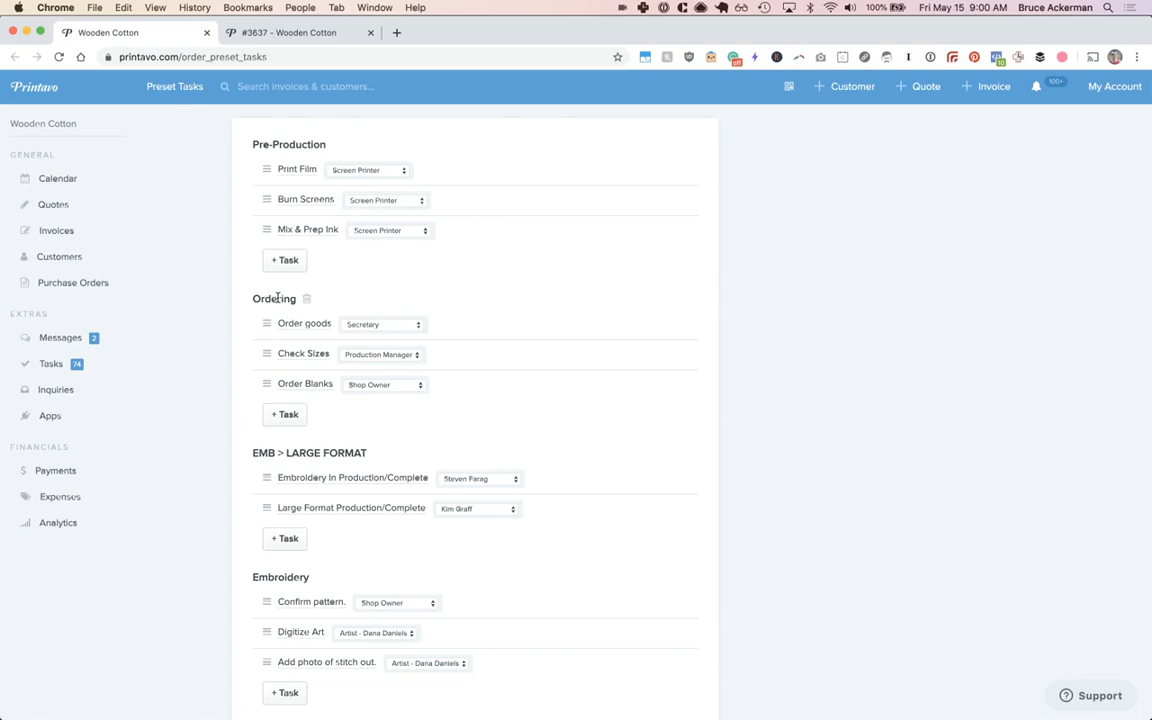 Chrome File Edit View History Bookmarks People Tab Window Help 100% Fri May 15 9:00 AM Bruce Ackerman
Wooden Cotton × #3637 - Wooden Cotton × +
printavo.com/order_preset_tasks
Printavo Preset Tasks Search invoices & customers... + Customer + Quote + Invoice 100+ My Account
Wooden Cotton
GENERAL
Calendar
Quotes
Invoices
Customers
Purchase Orders
EXTRAS
Messages 2
Tasks 74
Inquiries
Apps
FINANCIALS
Payments
Expenses
Analytics
Pre-Production
Print Film Screen Printer
Burn Screens Screen Printer
Mix & Prep Ink Screen Printer
+ Task
Ordering
Order goods Secretary
Check Sizes Production Manager
Order Blanks Shop Owner
+ Task
EMB > LARGE FORMAT
Embroidery In Production/Complete Steven Farag
Large Format Production/Complete Kim Graff
+ Task
Embroidery
Confirm pattern. Shop Owner
Digitize Art Artist - Dana Daniels
Add photo of stitch out. Artist - Dana Daniels
+ Task
Support